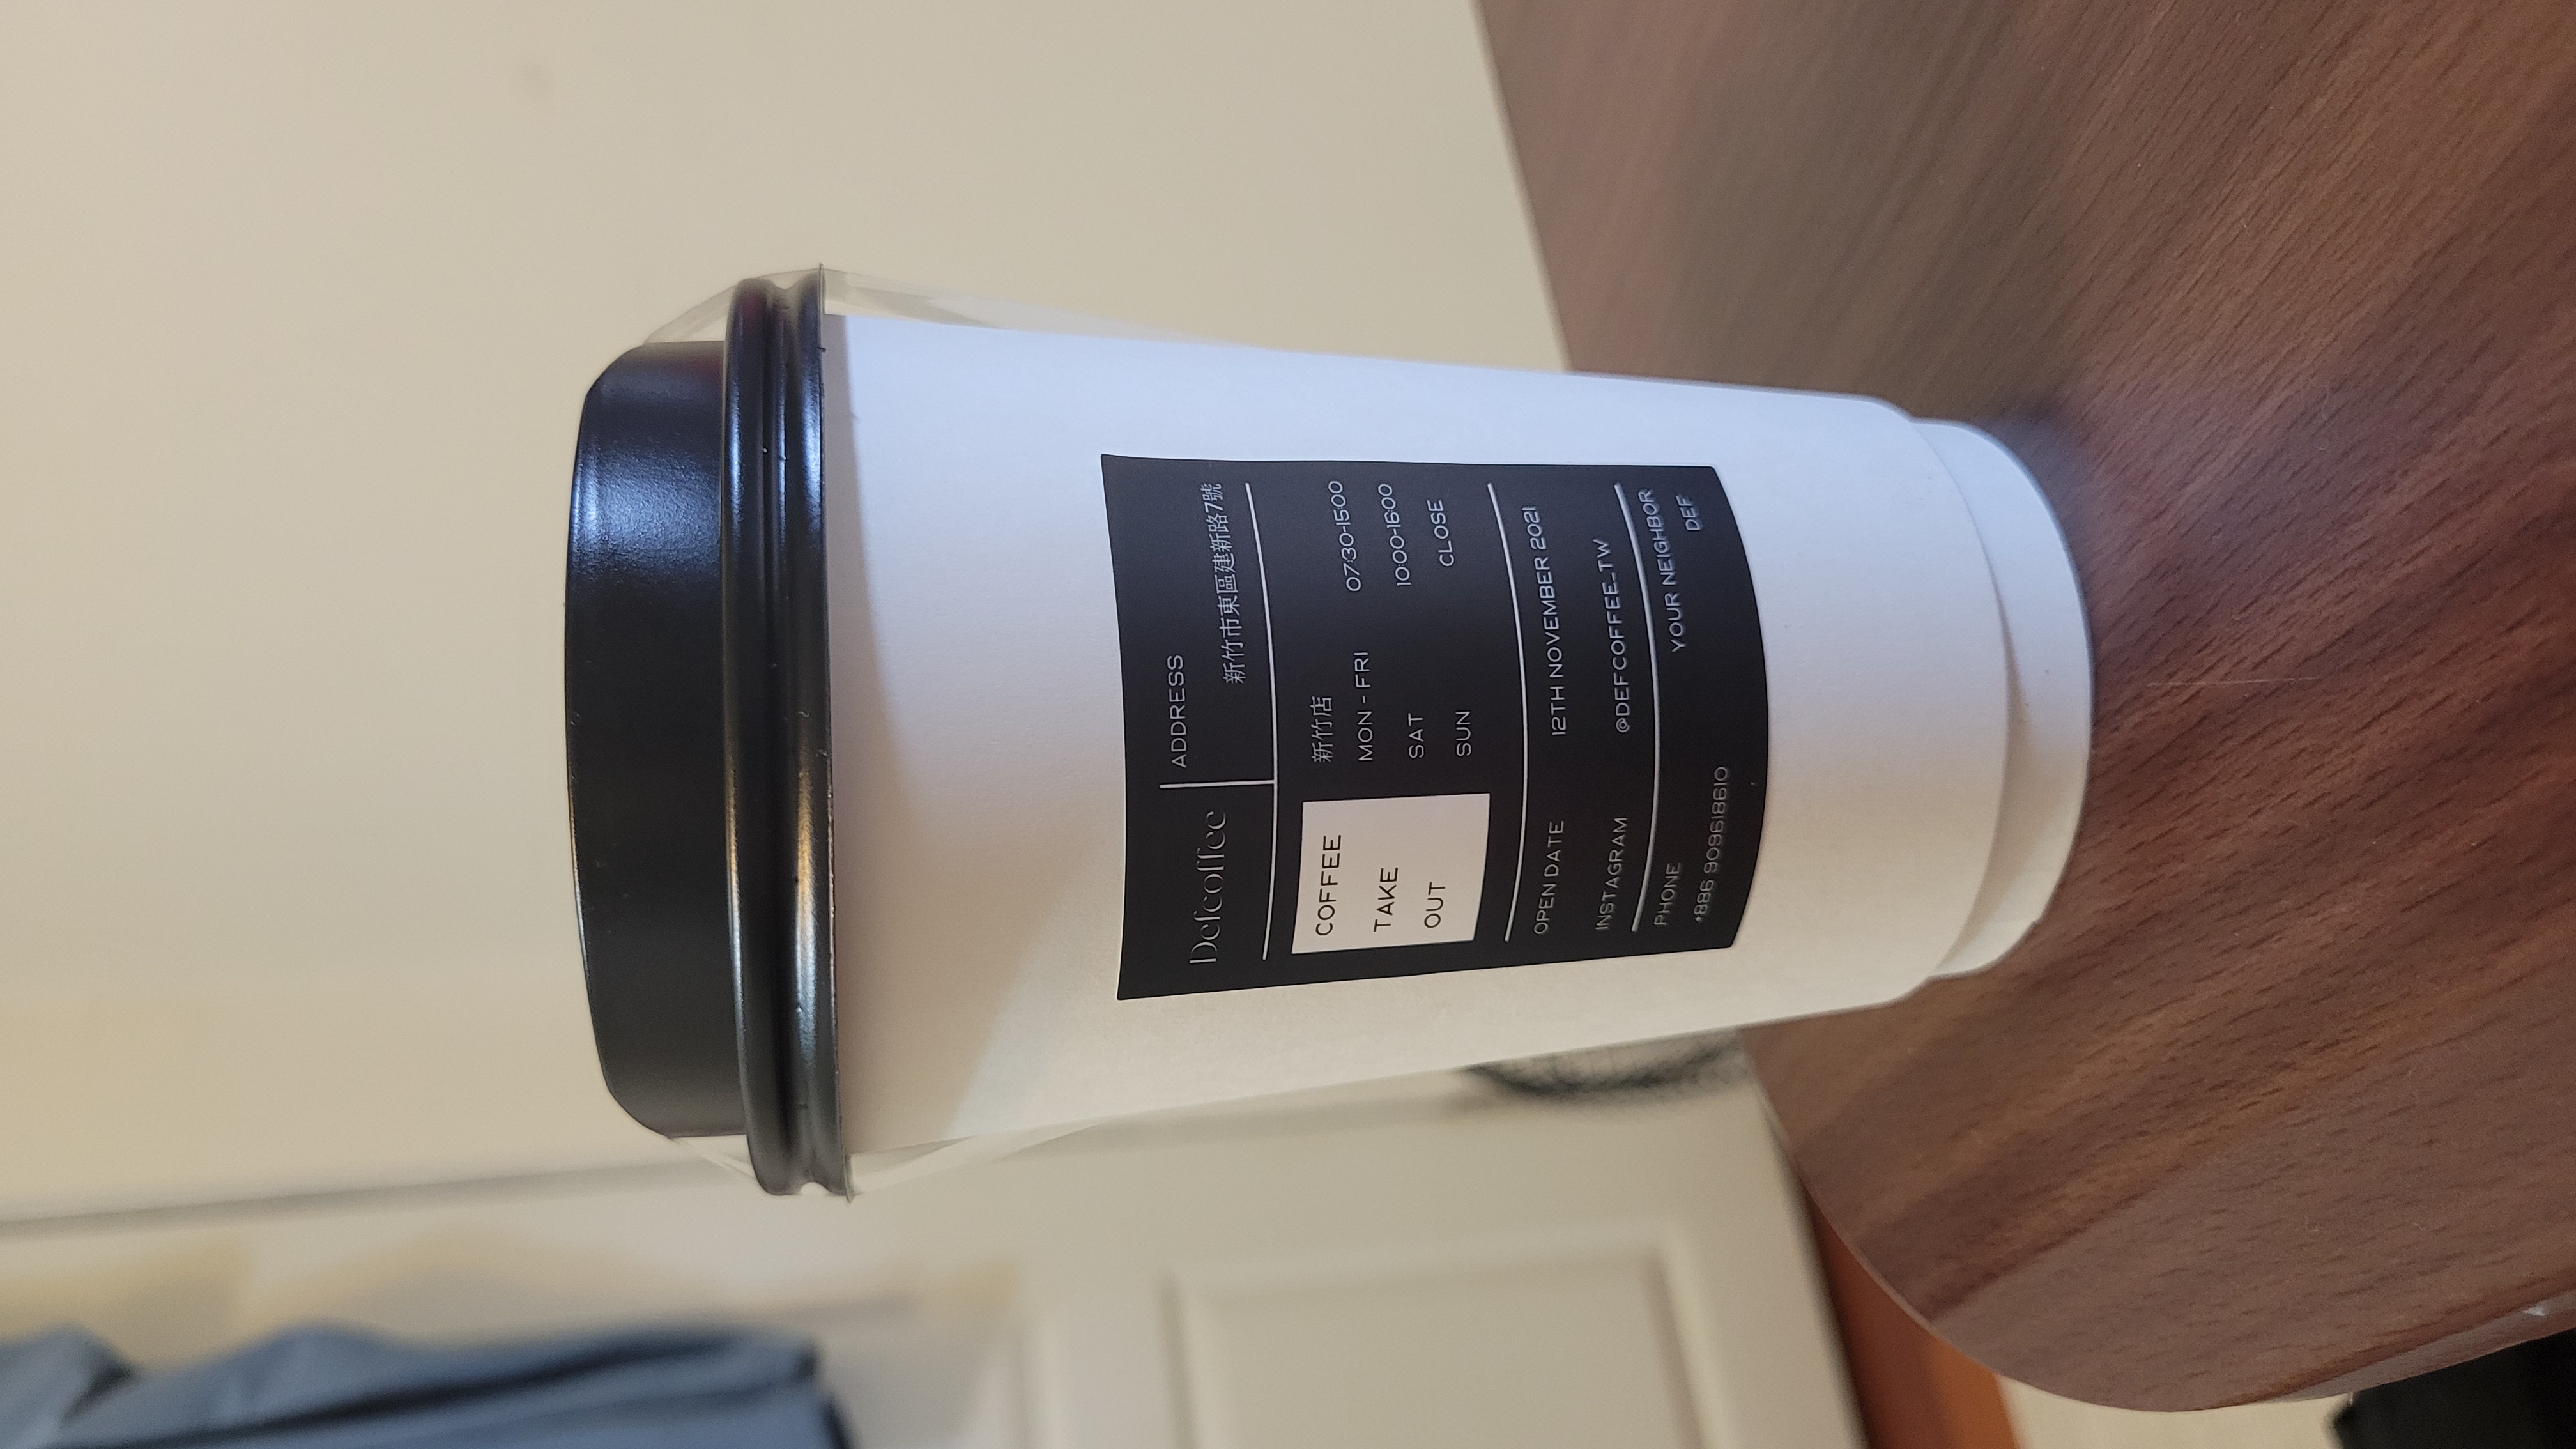 Defcoffee
ADDRESS
新竹市東區建新路7號
COFFEE
TAKE
OUT
新竹店
MON - FRI 07:30-15:00
SAT 10:00-16:00
SUN CLOSE
OPEN DATE 12TH NOVEMBER 2021
INSTAGRAM @DEFCOFFEE_TW
PHONE
+886 909618610
YOUR NEIGHBOR
DEF